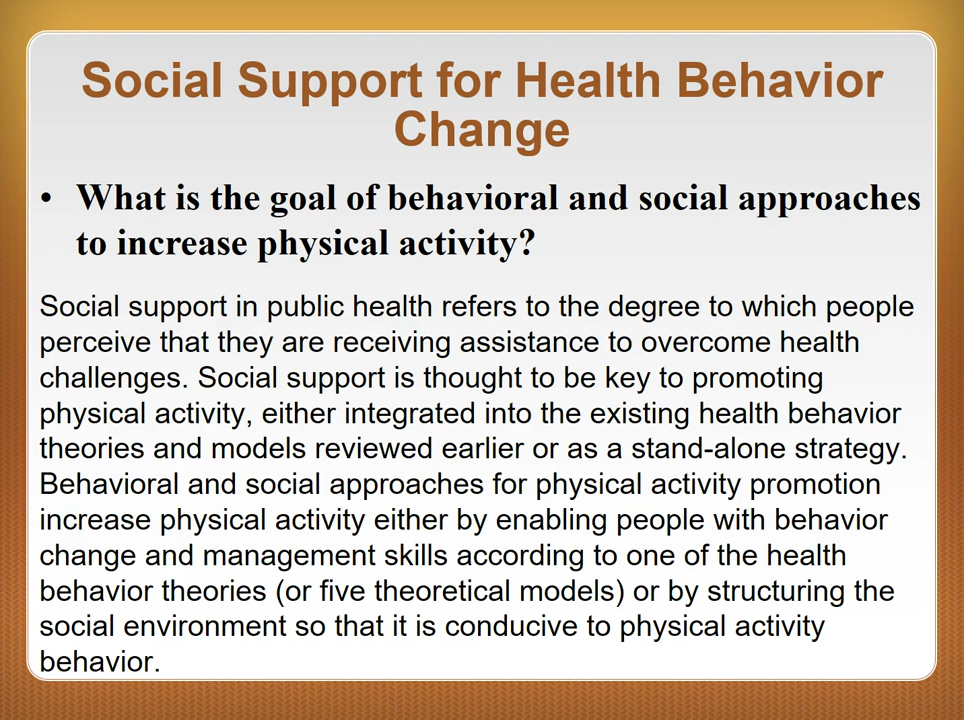 Social Support for Health Behavior
Change
• What is the goal of behavioral and social approaches
to increase physical activity?
Social support in public health refers to the degree to which people
perceive that they are receiving assistance to overcome health
challenges. Social support is thought to be key to promoting
physical activity, either integrated into the existing health behavior
theories and models reviewed earlier or as a stand-alone strategy.
Behavioral and social approaches for physical activity promotion
increase physical activity either by enabling people with behavior
change and management skills according to one of the health
behavior theories (or five theoretical models) or by structuring the
social environment so that it is conducive to physical activity
behavior.